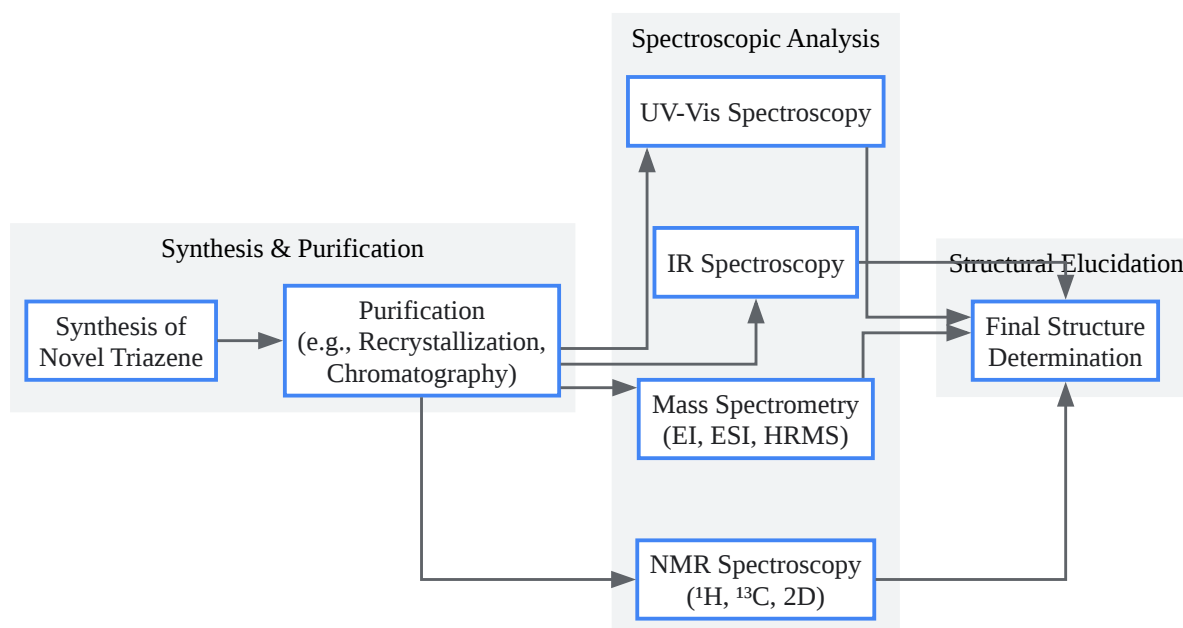 Synthesis & Purification
Synthesis of
Novel Triazene
Purification
(e.g., Recrystallization,
Chromatography)
Spectroscopic Analysis
UV-Vis Spectroscopy
IR Spectroscopy
Mass Spectrometry
(EI, ESI, HRMS)
NMR Spectroscopy
(¹H, ¹³C, 2D)
Structural Elucidation
Final Structure
Determination